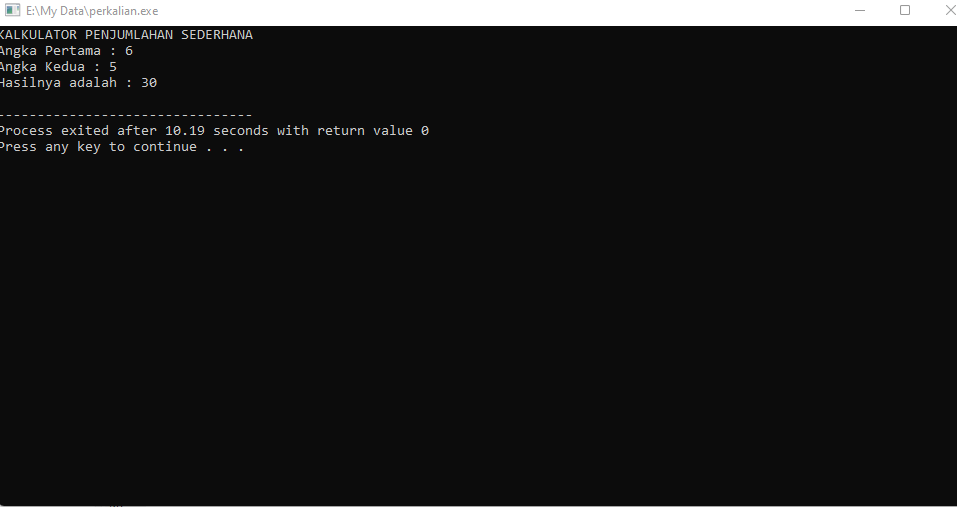 E:\My Data\perkalian.exe
KALKULATOR PENJUMLAHAN SEDERHANA
Angka Pertama : 6
Angka Kedua : 5
Hasilnya adalah : 30
--------------------------------
Process exited after 10.19 seconds with return value 0
Press any key to continue . . .